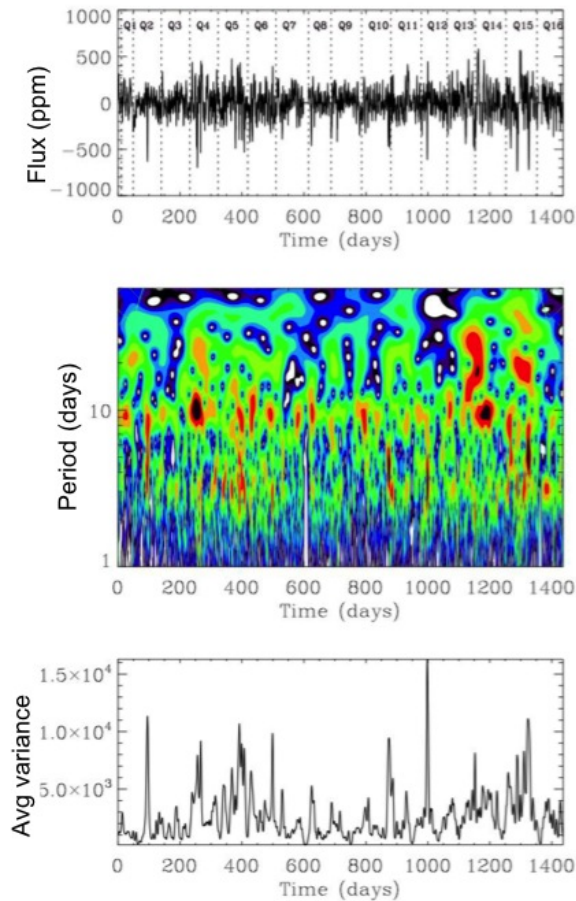 1000
500
0
−500
−1000
Flux (ppm)
Q1 Q2 Q3 Q4 Q5 Q6 Q7 Q8 Q9 Q10 Q11 Q12 Q13 Q14 Q15 Q16
0 200 400 600 800 1000 1200 1400
Time (days)
10
1
Period (days)
0 200 400 600 800 1000 1200 1400
Time (days)
1.5×10⁴
1.0×10⁴
5.0×10³
Avg variance
0 200 400 600 800 1000 1200 1400
Time (days)